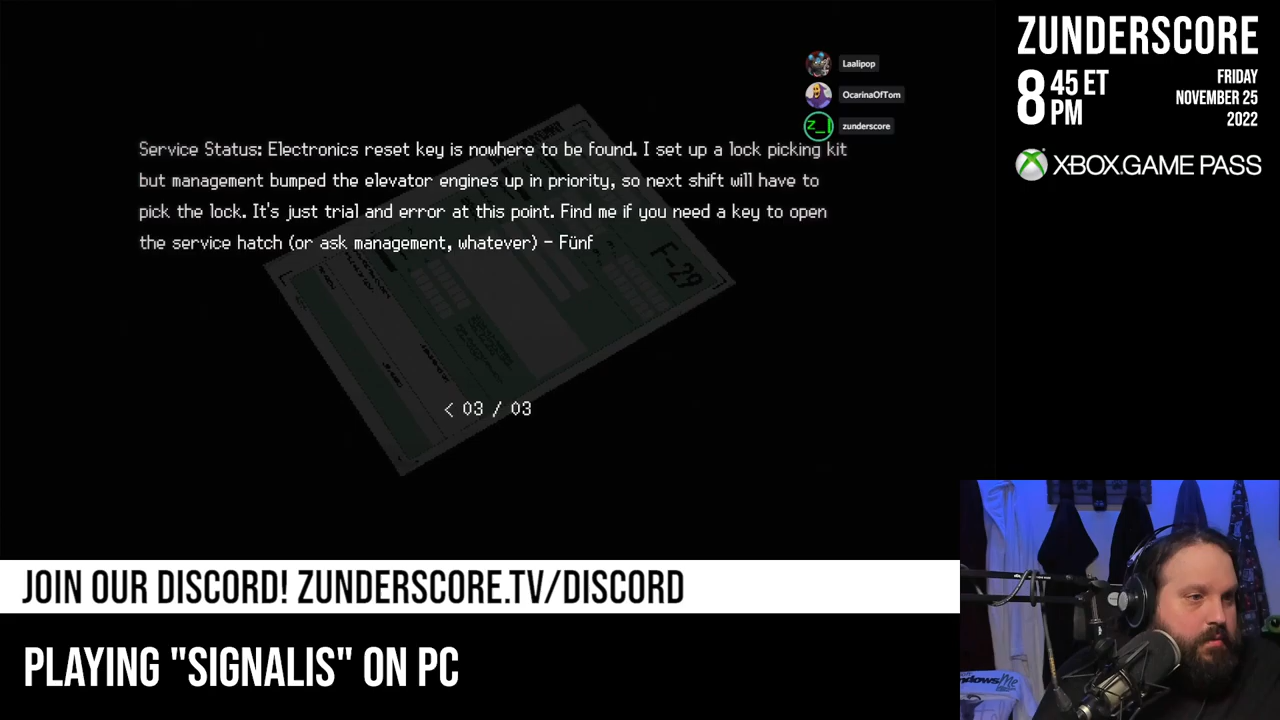 Laalipop
OcarinaOfTom
zunderscore
Service Status: Electronics reset key is nowhere to be found. I set up a lock picking kit
but management bumped the elevator engines up in priority, so next shift will have to
pick the lock. It's just trial and error at this point. Find me if you need a key to open
the service hatch (or ask management, whatever) - Fünf
F-29
< 03 / 03
ZUNDERSCORE
8 45 ET
PM
FRIDAY
NOVEMBER 25
2022
XBOX.GAME PASS
JOIN OUR DISCORD! ZUNDERSCORE.TV/DISCORD
PLAYING "SIGNALIS" ON PC